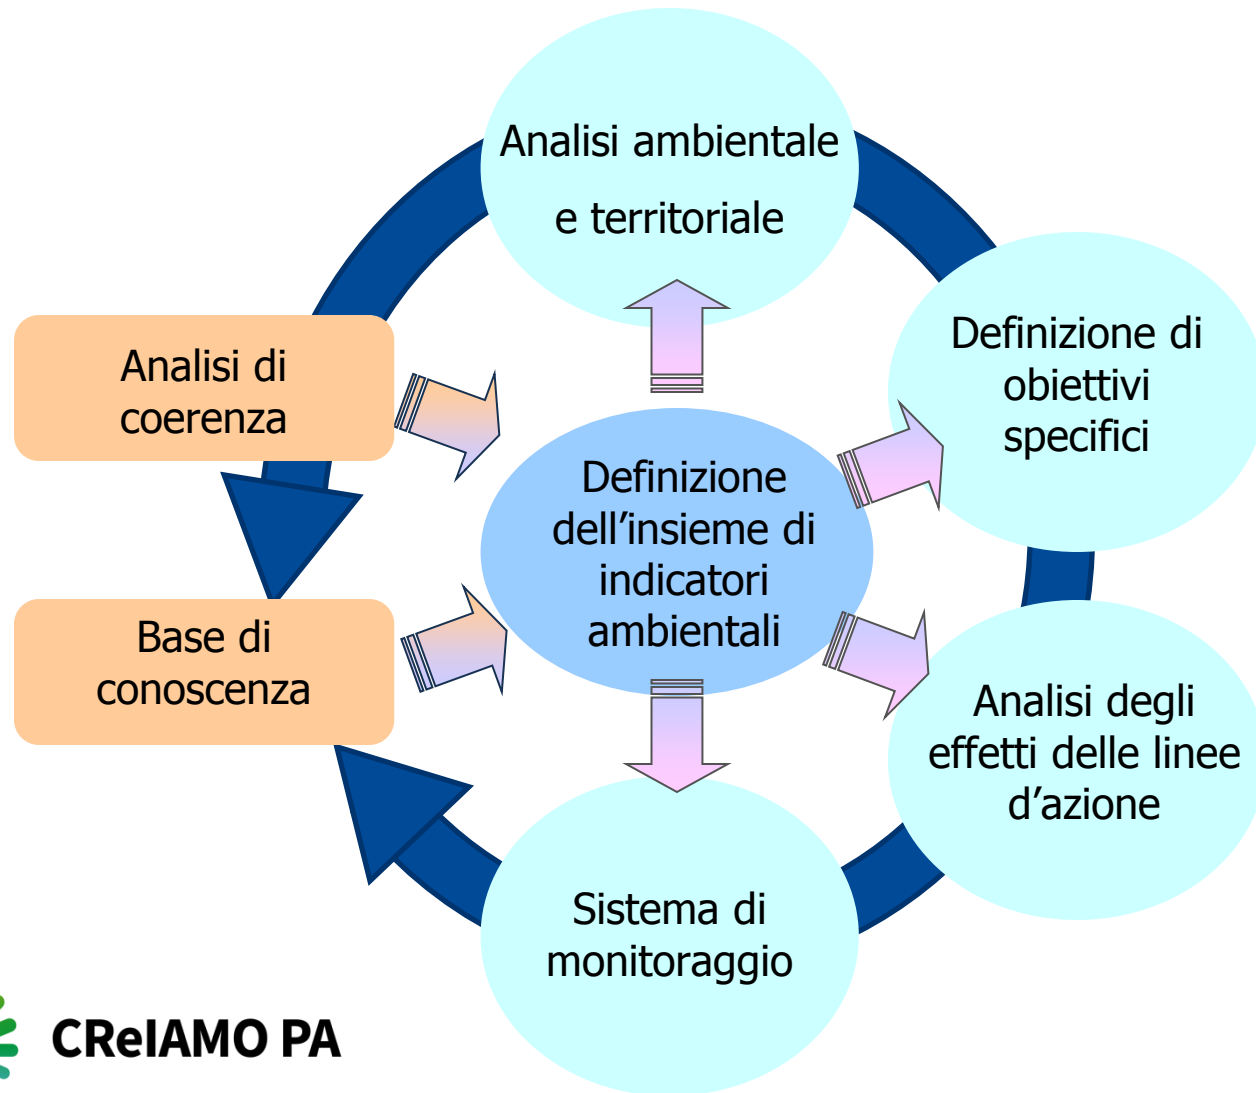 Analisi ambientale
e territoriale
Definizione di
obiettivi
specifici
Analisi di
coerenza
Definizione
dell’insieme di
indicatori
ambientali
Base di
conoscenza
Analisi degli
effetti delle linee
d’azione
Sistema di
monitoraggio
CReIAMO PA